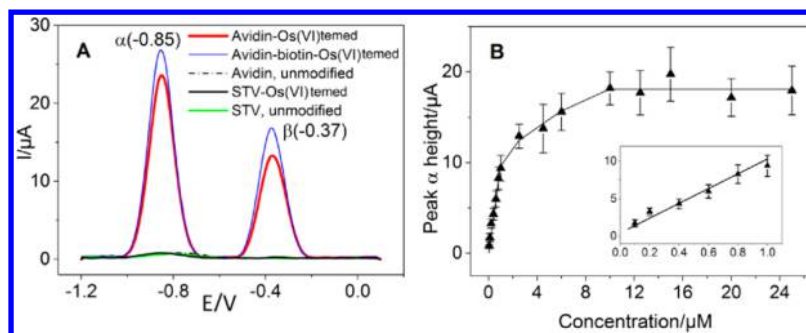 A
α(-0.85)
β(-0.37)
Avidin-Os(VI)temed
Avidin-biotin-Os(VI)temed
Avidin, unmodified
STV-Os(VI)temed
STV, unmodified
30
20
10
0
I/µA
-1.2
-0.8
-0.4
0.0
E/V
B
Peak α height/µA
20
10
0
0
4
8
12
16
20
24
Concentration/µM
10
5
0
0.2
0.4
0.6
0.8
1.0